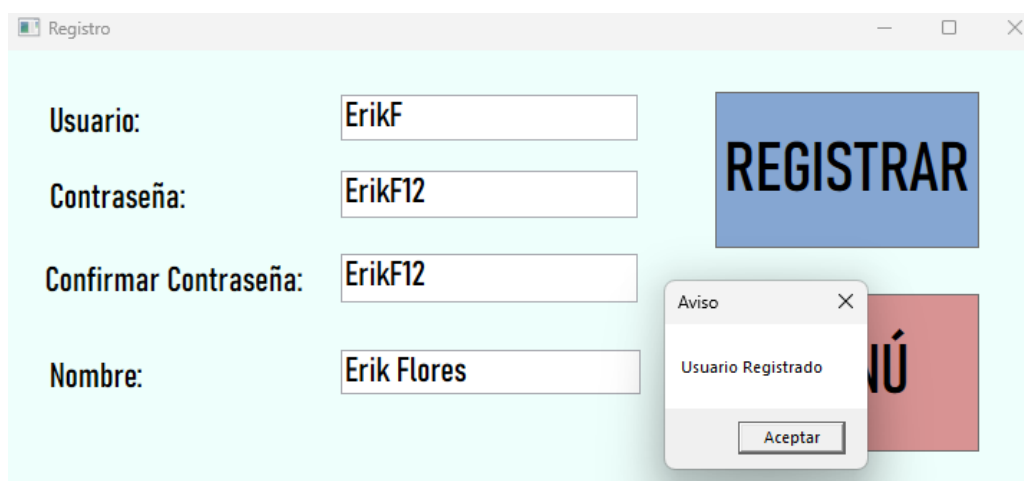 Registro
Usuario:
ErikF
Contraseña:
ErikF12
Confirmar Contraseña:
ErikF12
Nombre:
Erik Flores
REGISTRAR
NÚ
Aviso
Usuario Registrado
Aceptar